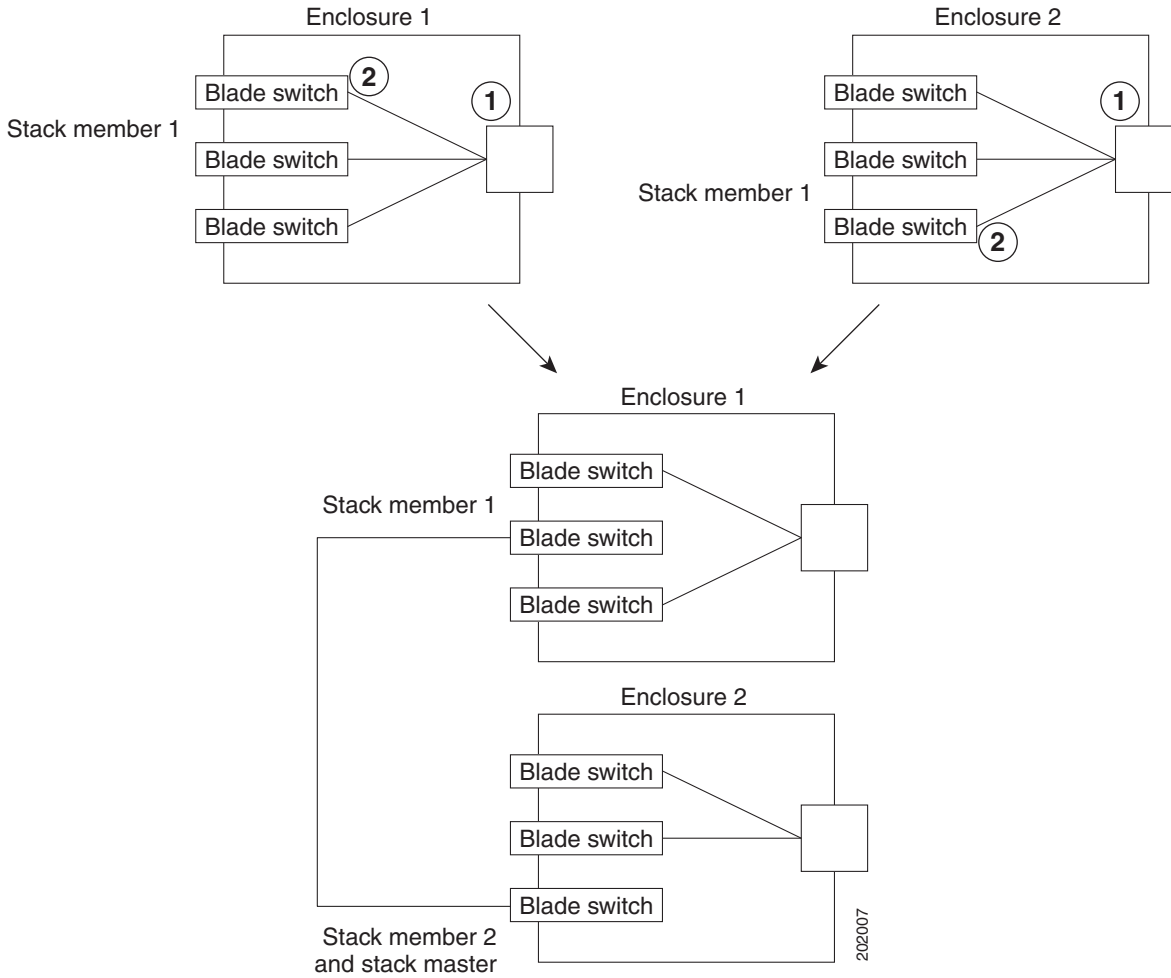 Enclosure 1
Blade switch
2
1
Stack member 1
Blade switch
Blade switch
Enclosure 2
Blade switch
1
Blade switch
Stack member 1
Blade switch
2
Enclosure 1
Blade switch
Stack member 1
Blade switch
Blade switch
Enclosure 2
Blade switch
Blade switch
Blade switch
Stack member 2
and stack master
202007